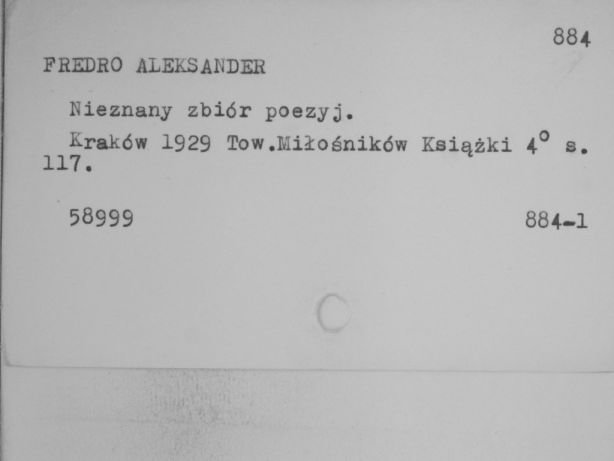 884
FREDRO ALEKSANDER
Nieznany zbiór poezyj.
Kraków 1929 Tow.Miłośników Książki 4° s.
117.
58999 884-1